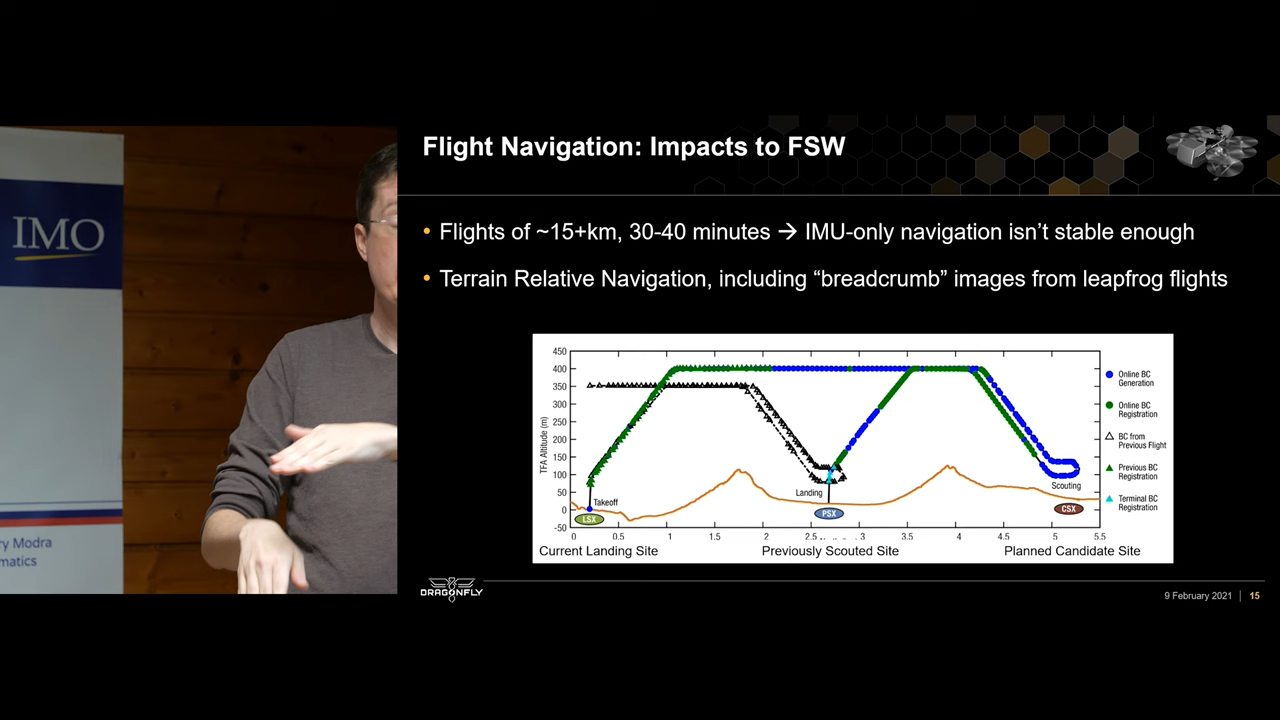 IMO
ry Modra
matics
Flight Navigation: Impacts to FSW
• Flights of ~15+km, 30-40 minutes → IMU-only navigation isn’t stable enough
• Terrain Relative Navigation, including “breadcrumb” images from leapfrog flights
450
400
350
300
250
200
150
100
50
0
-50
TFA Altitude (m)
Takeoff
LSX
Landing
PSX
Scouting
CSX
0 0.5 1 1.5 2 2.5 3 3.5 4 4.5 5 5.5
Current Landing Site
Previously Scouted Site
Planned Candidate Site
Online BC
Generation
Online BC
Registration
BC from
Previous Flight
Previous BC
Registration
Terminal BC
Registration
DRAGONFLY
9 February 2021 | 15